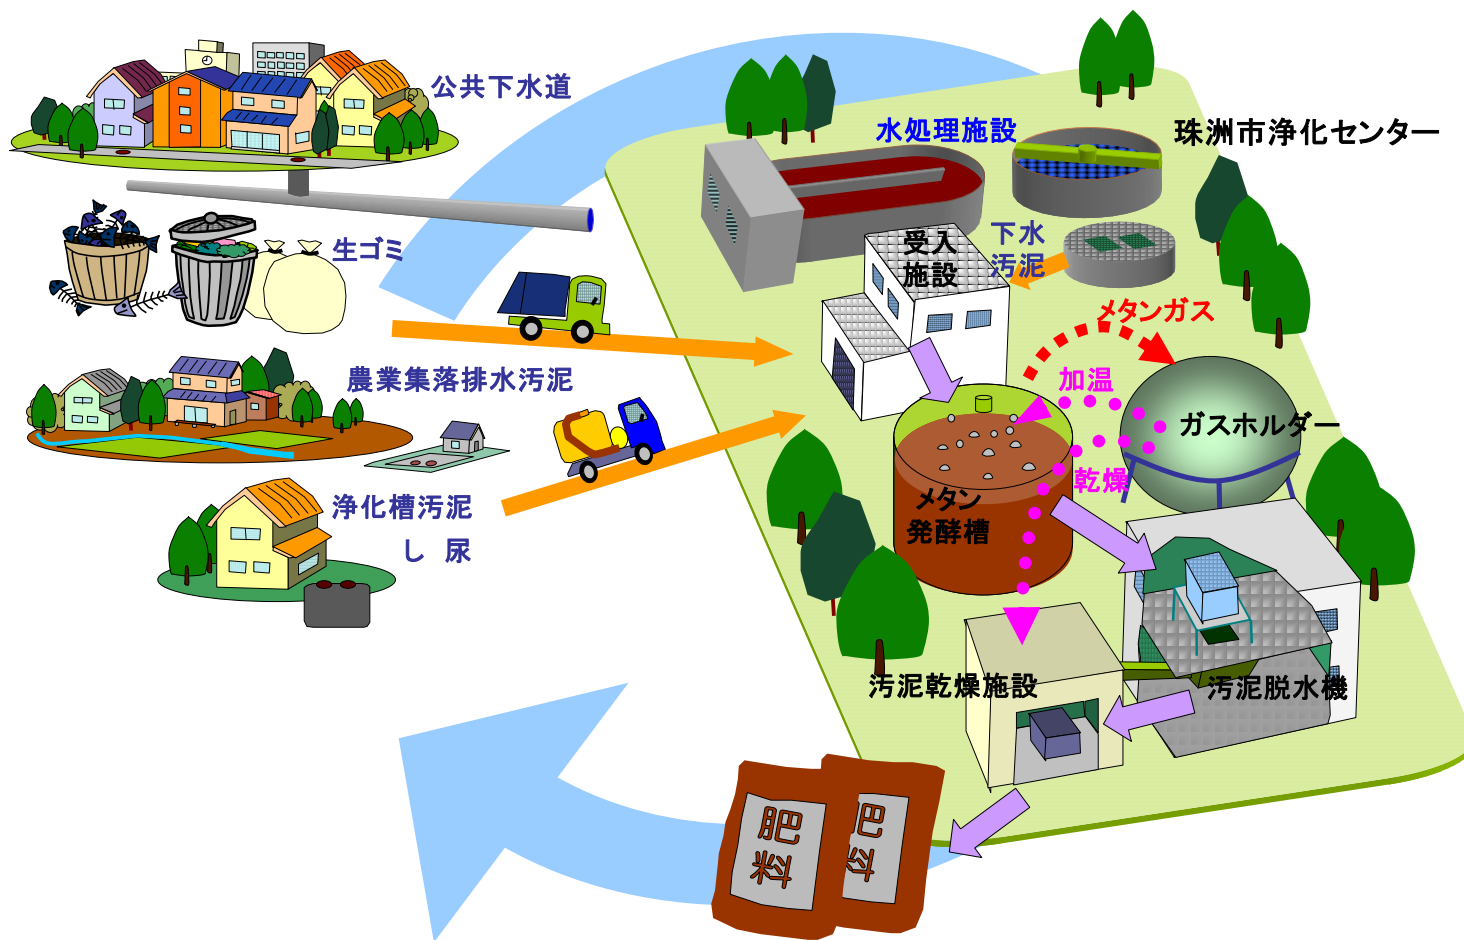 公共下水道
水処理施設
珠洲市浄化センター
生ゴミ
受入
施設
下水
汚泥
メタンガス
農業集落排水汚泥
加温
ガスホルダー
乾燥
浄化槽汚泥
し 尿
メタン
発酵槽
汚泥乾燥施設
汚泥脱水機
肥
料
肥
料